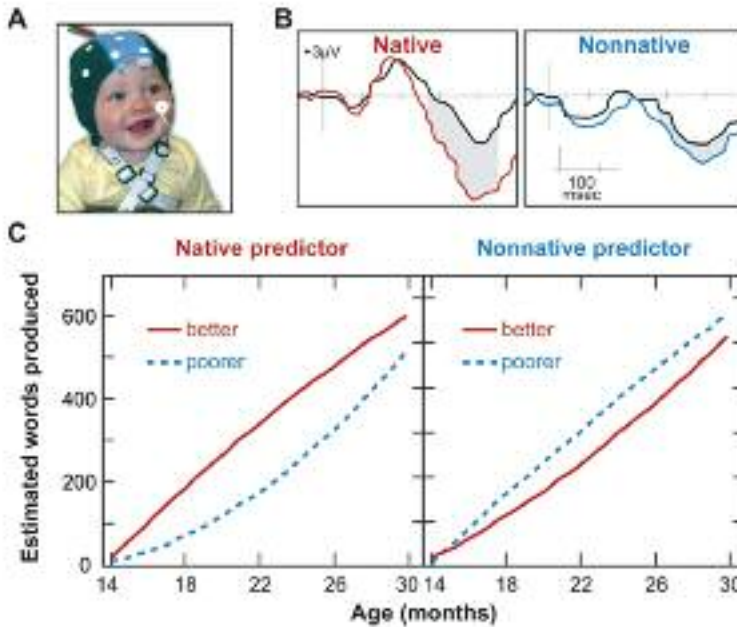 A
B
+3μV
Native
Nonnative
100
msec
C
Native predictor
Nonnative predictor
Estimated words produced
600
400
200
0
better
poorer
better
poorer
14
18
22
26
30
14
18
22
26
30
Age (months)